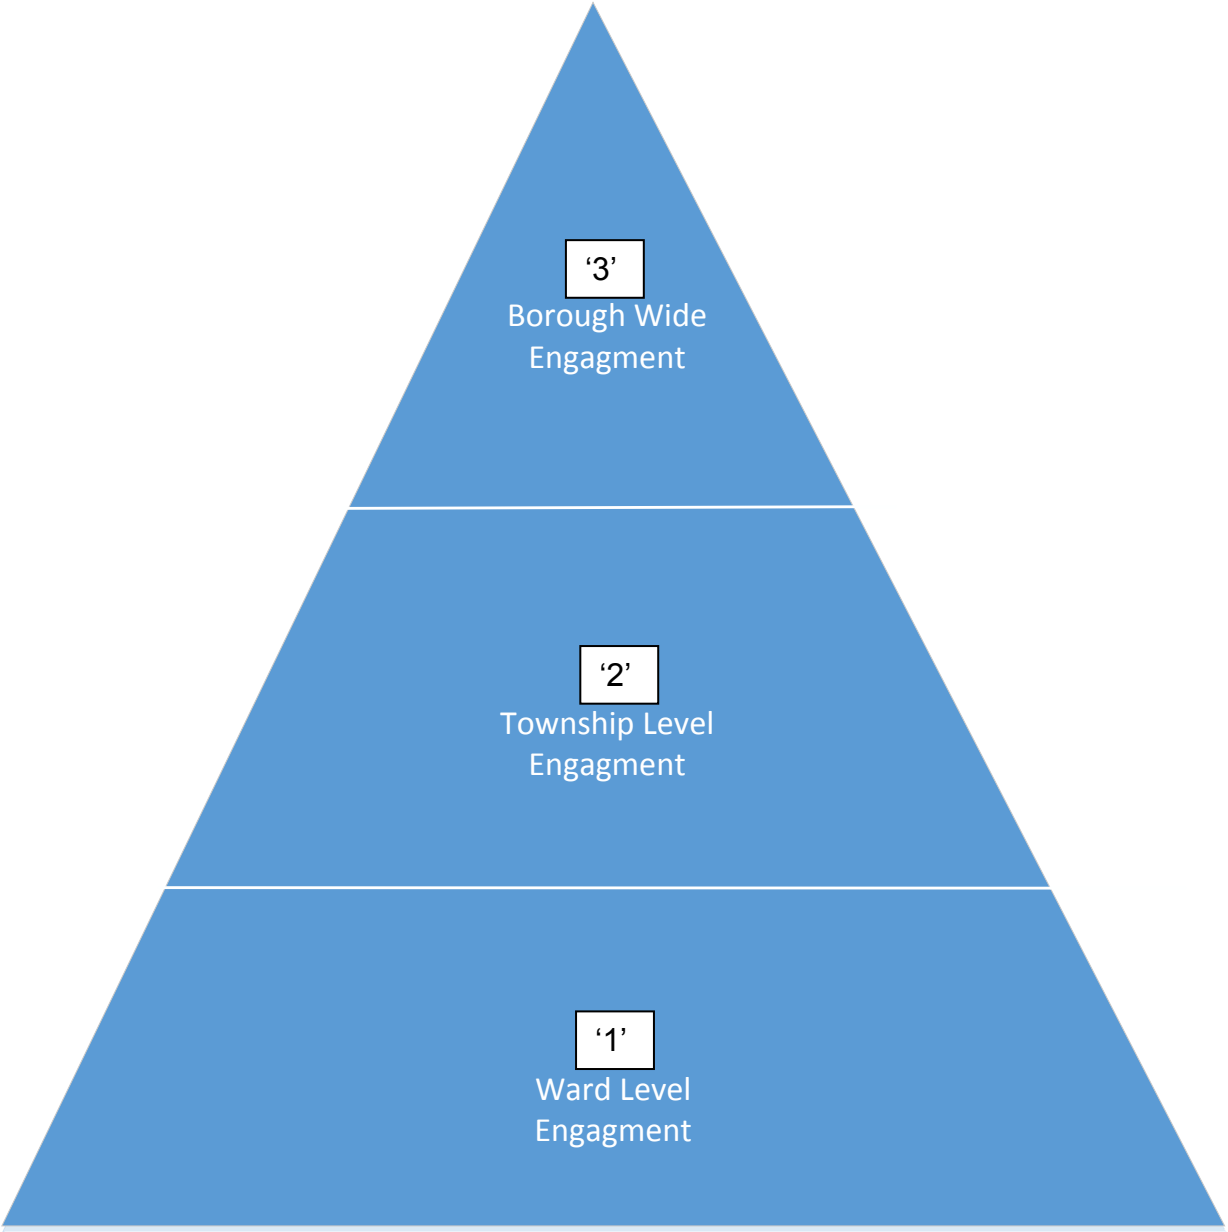 ‘3’
Borough Wide
Engagment
‘2’
Township Level
Engagment
‘1’
Ward Level
Engagment